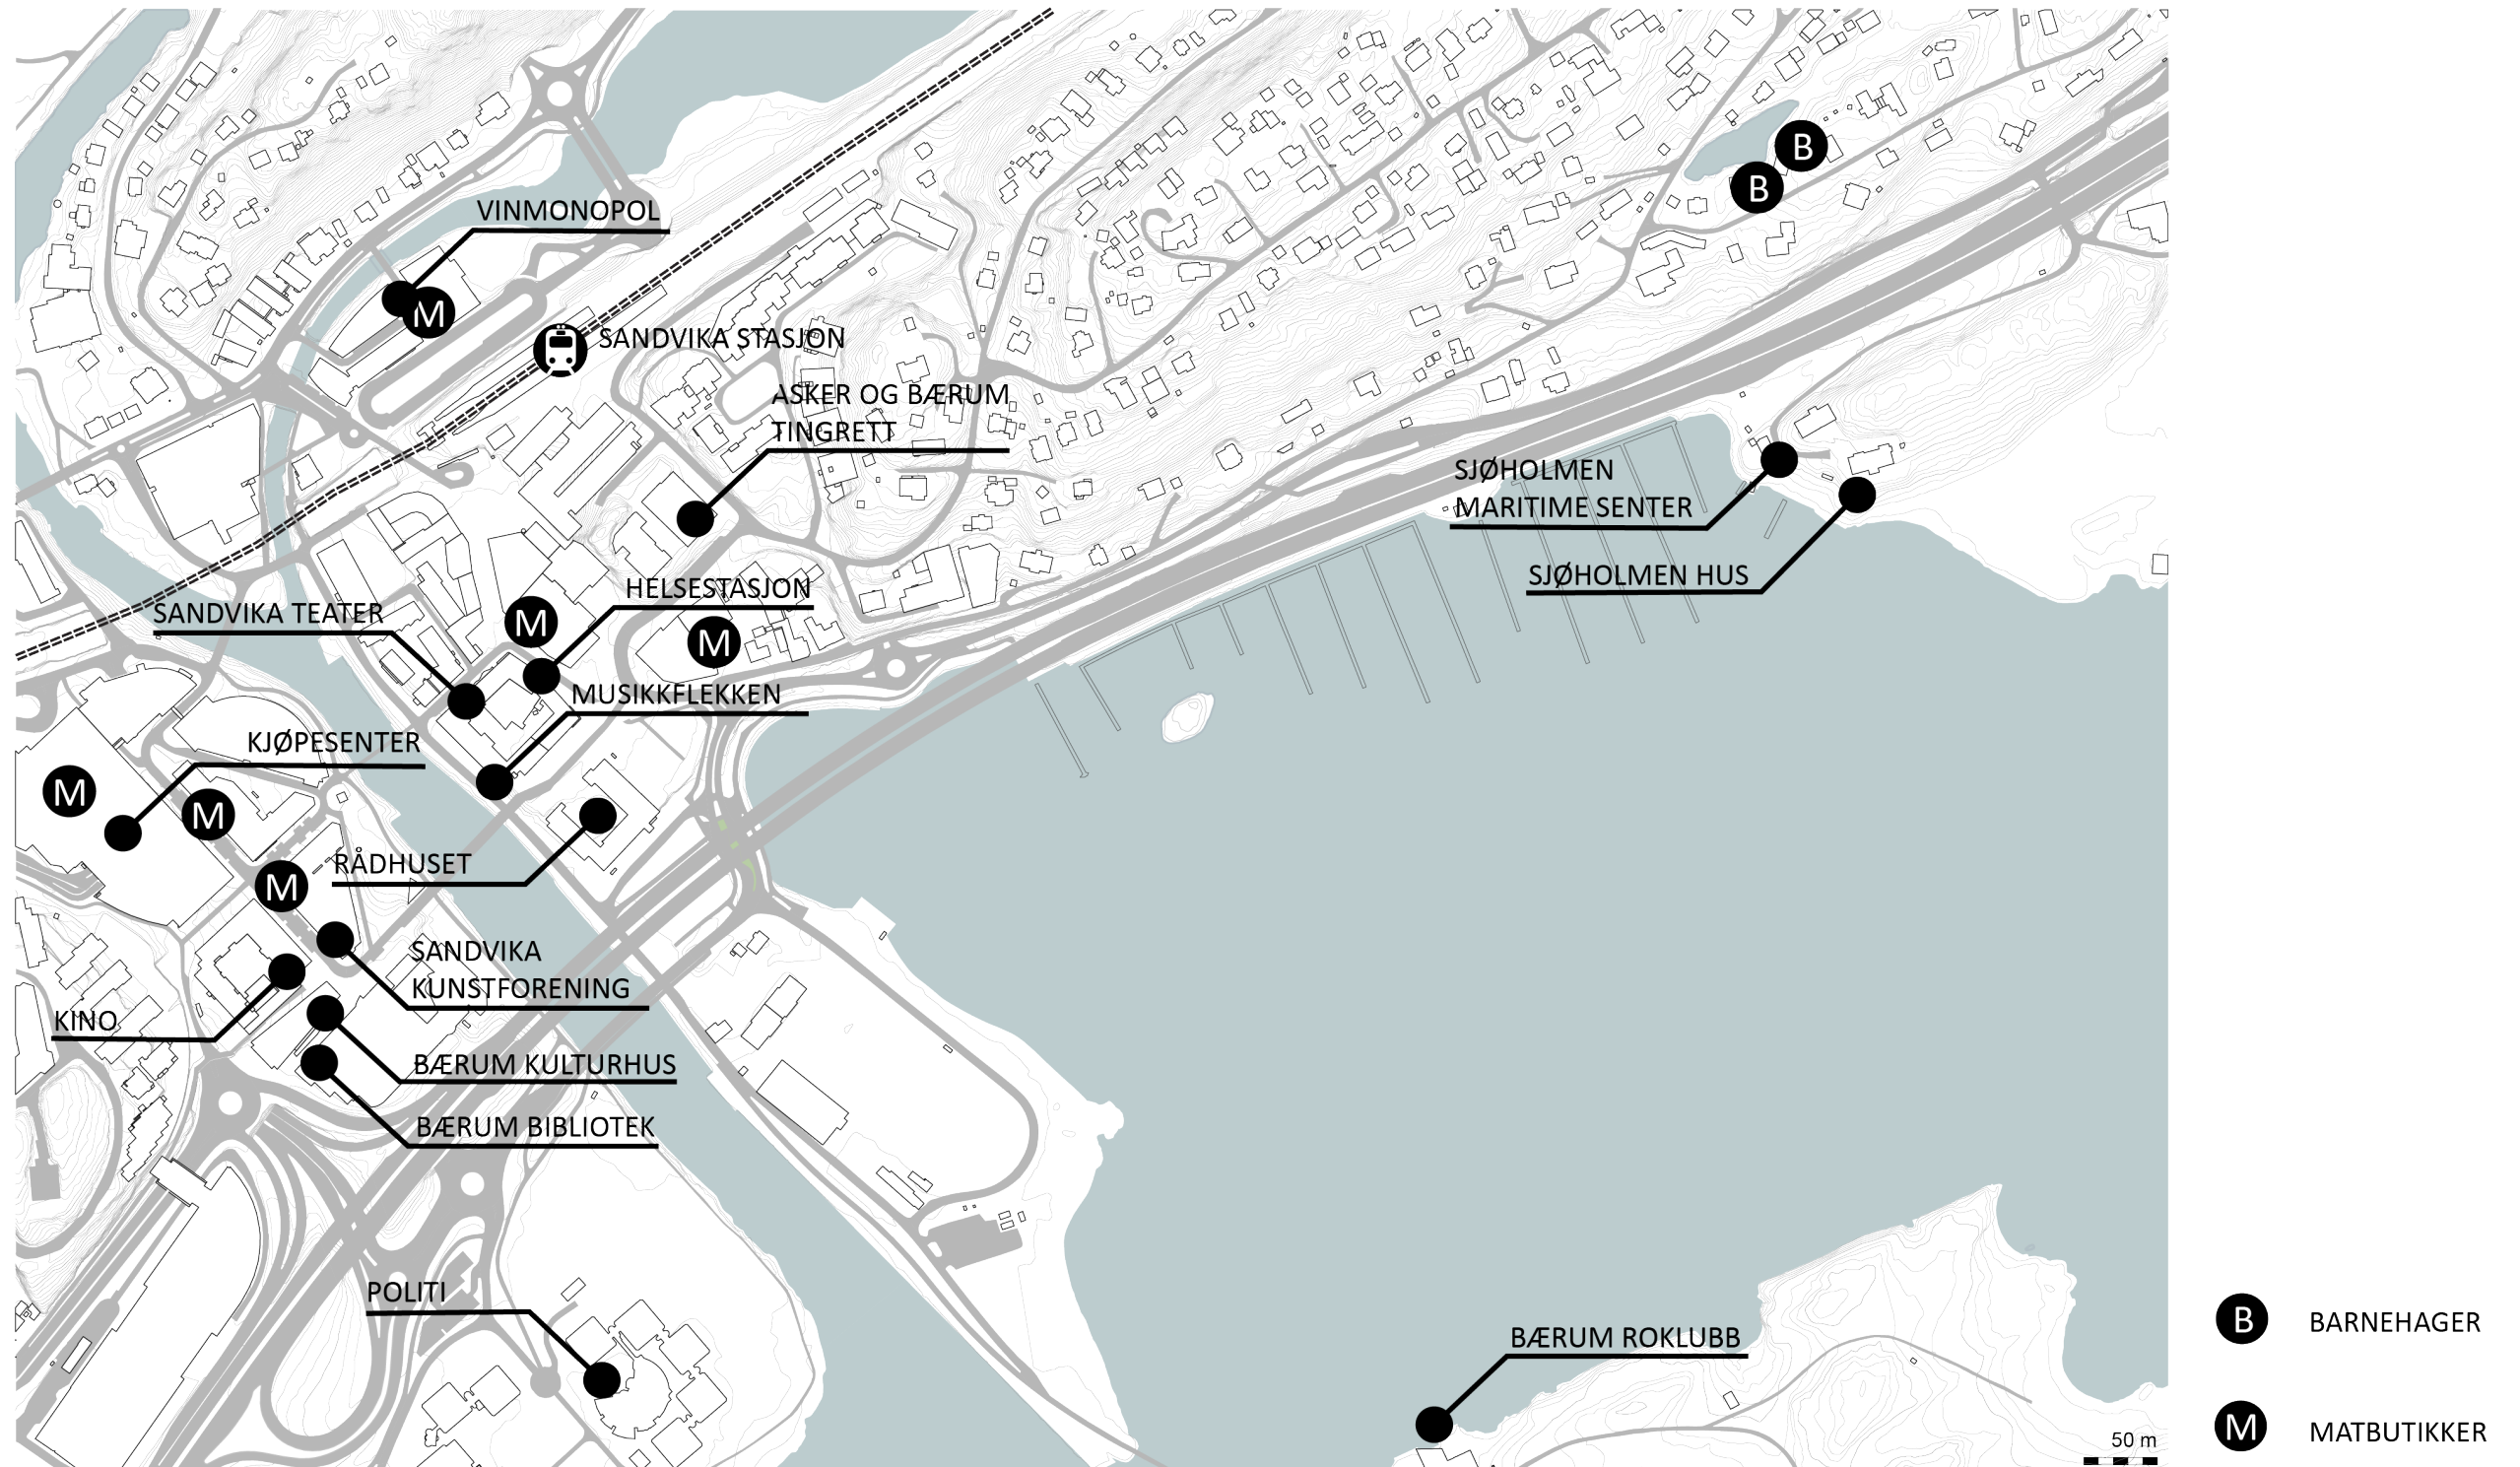 B
B
VINMONOPOL
M
SANDVIKA STASJON
ASKER OG BÆRUM
TINGRETT
SJØHOLMEN
MARITIME SENTER
SJØHOLMEN HUS
HELSESTASJON
SANDVIKA TEATER
M
M
MUSIKKFLEKKEN
KJØPESENTER
M
M
RÅDHUSET
M
SANDVIKA
KUNSTFORENING
KINO
BÆRUM KULTURHUS
BÆRUM BIBLIOTEK
POLITI
BÆRUM ROKLUBB
B BARNEHAGER
M MATBUTIKKER
50 m